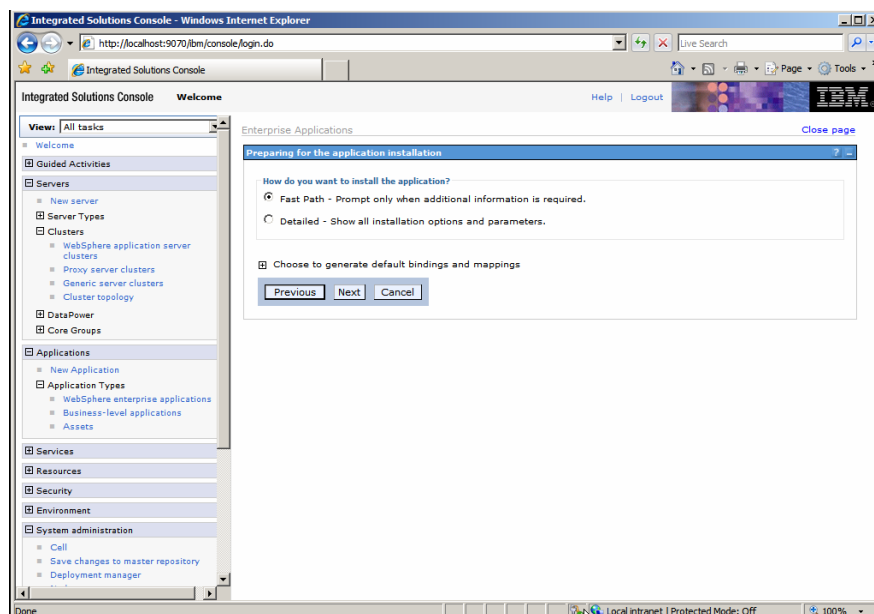 Integrated Solutions Console - Windows Internet Explorer
http://localhost:9070/ibm/console/login.do
Live Search
Integrated Solutions Console
Page
Tools
Integrated Solutions Console Welcome
Help | Logout
IBM.
View: All tasks
Welcome
Guided Activities
Servers
New server
Server Types
Clusters
WebSphere application server
clusters
Proxy server clusters
Generic server clusters
Cluster topology
DataPower
Core Groups
Applications
New Application
Application Types
WebSphere enterprise applications
Business-level applications
Assets
Services
Resources
Security
Environment
System administration
Cell
Save changes to master repository
Deployment manager
Enterprise Applications
Close page
Preparing for the application installation
? -
How do you want to install the application?
Fast Path - Prompt only when additional information is required.
Detailed - Show all installation options and parameters.
Choose to generate default bindings and mappings
Previous Next Cancel
Done
Local intranet | Protected Mode: Off
100%